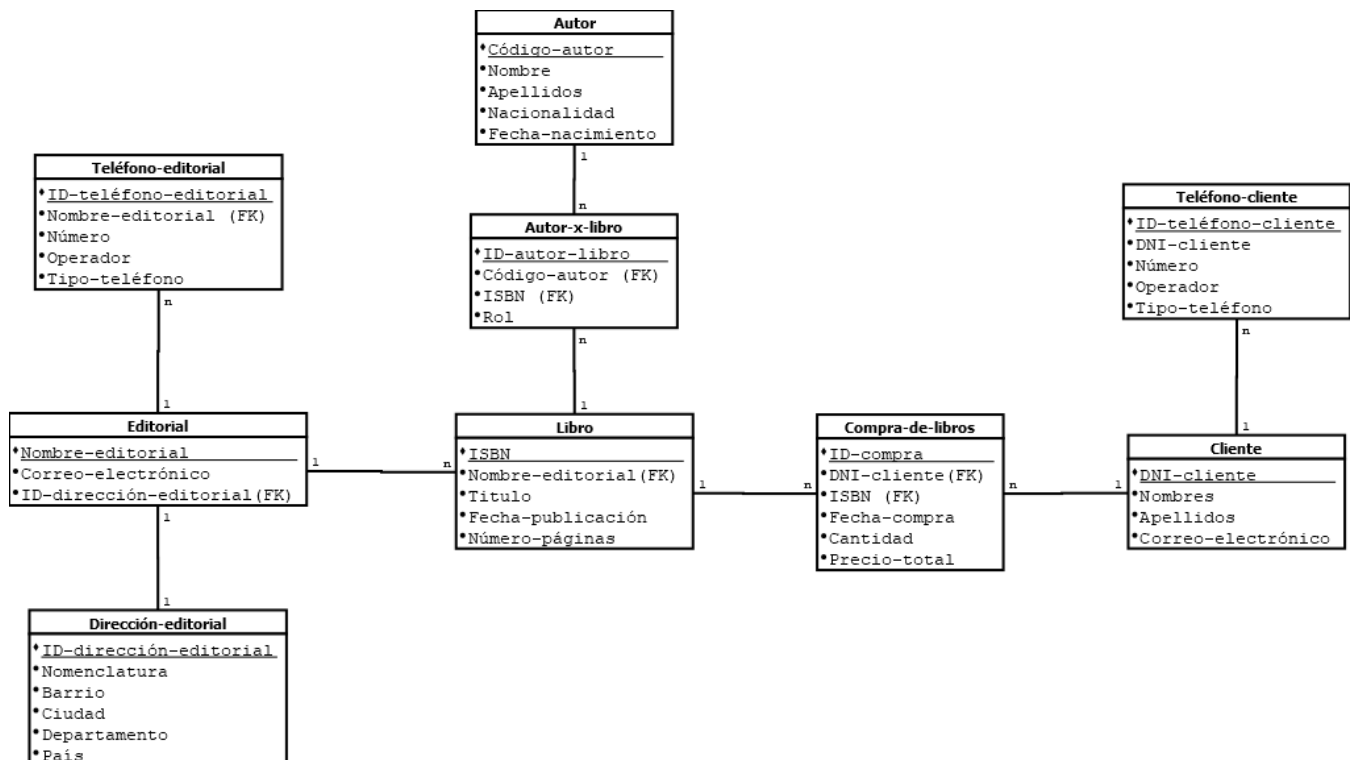 Autor
Código-autor
Nombre
Apellidos
Nacionalidad
Fecha-nacimiento
1
Teléfono-editorial
ID-teléfono-editorial
Nombre-editorial (FK)
Número
Operador
Tipo-teléfono
n
n
Autor-x-libro
ID-autor-libro
Código-autor (FK)
ISBN (FK)
Rol
n
Teléfono-cliente
ID-teléfono-cliente
DNI-cliente
Número
Operador
Tipo-teléfono
n
1
Editorial
Nombre-editorial
Correo-electrónico
ID-dirección-editorial(FK)
1
1
n
1
Libro
ISBN
Nombre-editorial(FK)
Titulo
Fecha-publicación
Número-páginas
1
n
Compra-de-libros
ID-compra
DNI-cliente(FK)
ISBN (FK)
Fecha-compra
Cantidad
Precio-total
n
1
1
Cliente
DNI-cliente
Nombres
Apellidos
Correo-electrónico
1
Dirección-editorial
ID-dirección-editorial
Nomenclatura
Barrio
Ciudad
Departamento
País